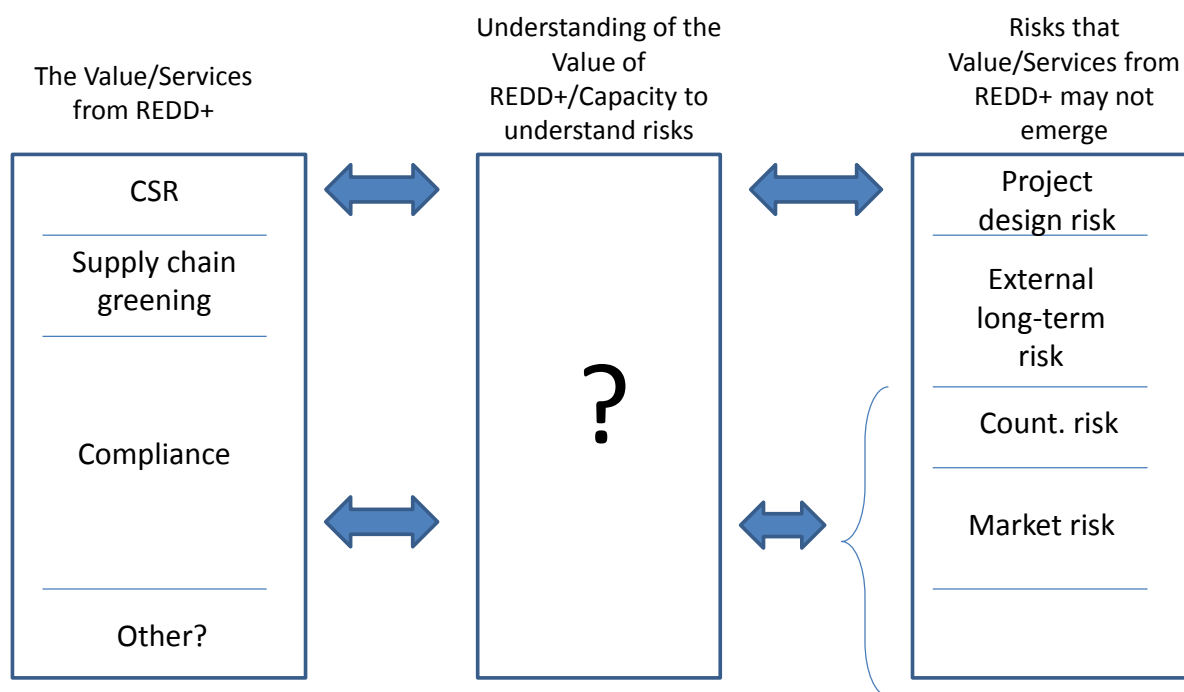 The Value/Services
from REDD+
Understanding of the
Value of
REDD+/Capacity to
understand risks
Risks that
Value/Services from
REDD+ may not
emerge
CSR
Supply chain
greening
Compliance
Other?
?
Project
design risk
External
long-term
risk
Count. risk
Market risk